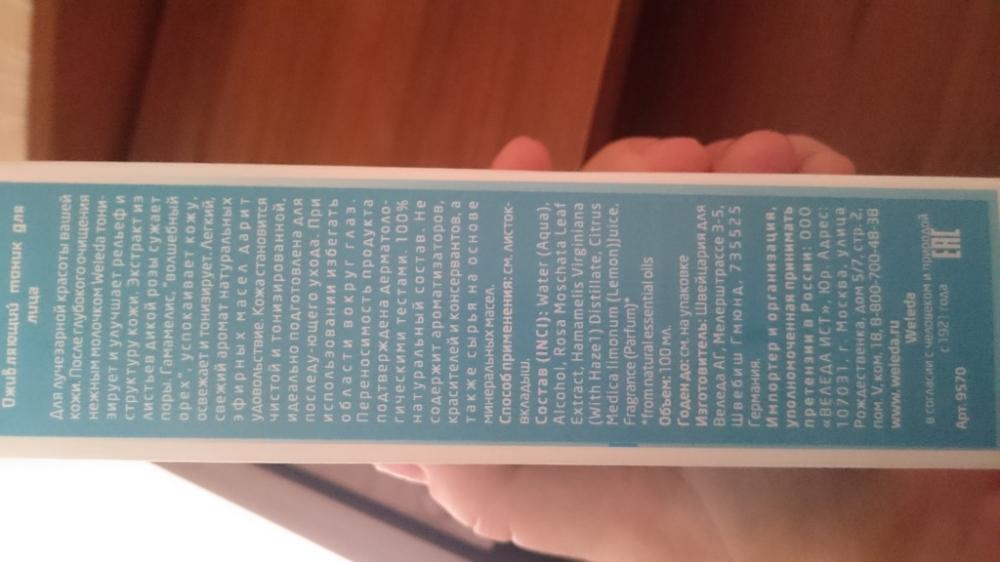 Оживляющий тоник для
лица
Для лучезарной красоты вашей
кожи. После глубокого очищения
нежным молочком Weleda тони-
зирует и улучшает рельеф и
структуру кожи. Экстракт из
листьев дикой розы сужает
поры. Гамамелис, "волшебный
орех", успокаивает кожу,
освежает и тонизирует. Легкий,
свежий аромат натуральных
эфирных масел дарит
удовольствие. Кожа становится
чистой и тонизированной,
идеально подготовлена для
последующего ухода. При
использовании избегать
области вокруг глаз.
Переносимость продукта
подтверждена дерматоло-
гическими тестами. 100%
натуральный состав. Не
содержит ароматизаторов,
красителей и консервантов, а
также сырья на основе
минеральных масел.
Способ применения: см. листок-
вкладыш.
Состав (INCI): Water (Aqua),
Alcohol, Rosa Moschata Leaf
Extract, Hamamelis Virginiana
(With Hazel) Distillate, Citrus
Medica limonum (Lemon) Juice,
Fragrance (Parfum)*
*from natural essential oils
Объем: 100 мл.
Годен до: см. на упаковке
Изготовитель: Швейцария для
Веледа АГ, Мелерштрассе 3-5,
Швебиш Гмюнд, 735525
Германия.
Импортер и организация,
уполномоченная принимать
претензии в России: ООО
«ВЕЛЕДА ИСТ». Юр. Адрес:
107031, г. Москва, улица
Рождественка, дом 5/7, стр. 2,
пом. V, ком. 18, 8-800-700-48-38
www.weleda.ru
Weleda
в согласии с человеком и природой
с 1921 года
Арт. 9570 EAC